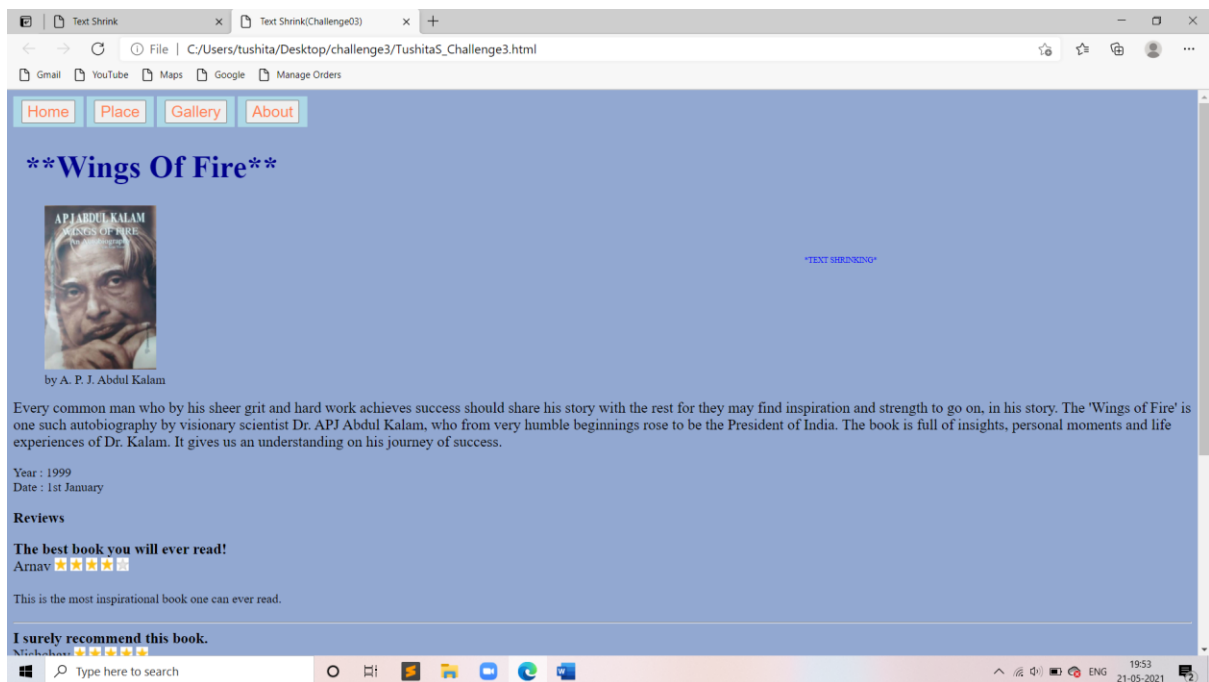 Text Shrink
Text Shrink(Challenge03)
File | C:/Users/tushita/Desktop/challenge3/TushitaS_Challenge3.html
Gmail YouTube Maps Google Manage Orders
Home Place Gallery About
**Wings Of Fire**
A P J ABDUL KALAM
WINGS OF FIRE
An Autobiography
*TEXT SHRINKING*
by A. P. J. Abdul Kalam
Every common man who by his sheer grit and hard work achieves success should share his story with the rest for they may find inspiration and strength to go on, in his story. The 'Wings of Fire' is
one such autobiography by visionary scientist Dr. APJ Abdul Kalam, who from very humble beginnings rose to be the President of India. The book is full of insights, personal moments and life
experiences of Dr. Kalam. It gives us an understanding on his journey of success.
Year : 1999
Date : 1st January
Reviews
The best book you will ever read!
Arnav
This is the most inspirational book one can ever read.
I surely recommend this book.
Type here to search
ENG
19:53
21-05-2021
2